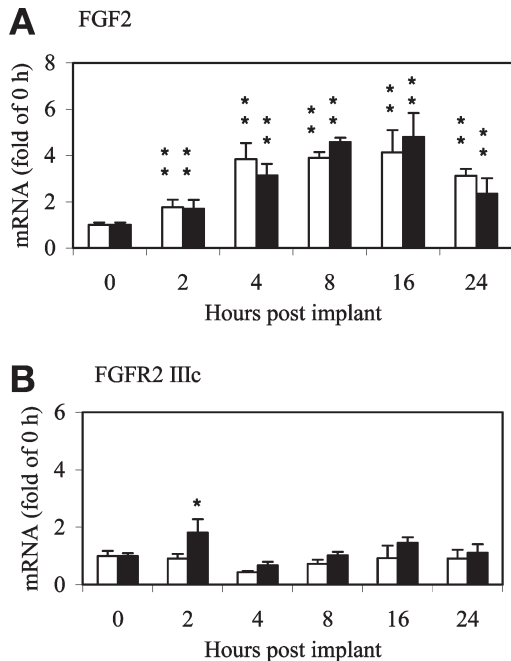 A FGF2
8
6
4
2
0
mRNA (fold of 0 h)
* * * * * * * * * *
* * * * * * * * * *
0 2 4 8 16 24
Hours post implant
B FGFR2 IIIc
6
4
2
0
mRNA (fold of 0 h)
*
0 2 4 8 16 24
Hours post implant